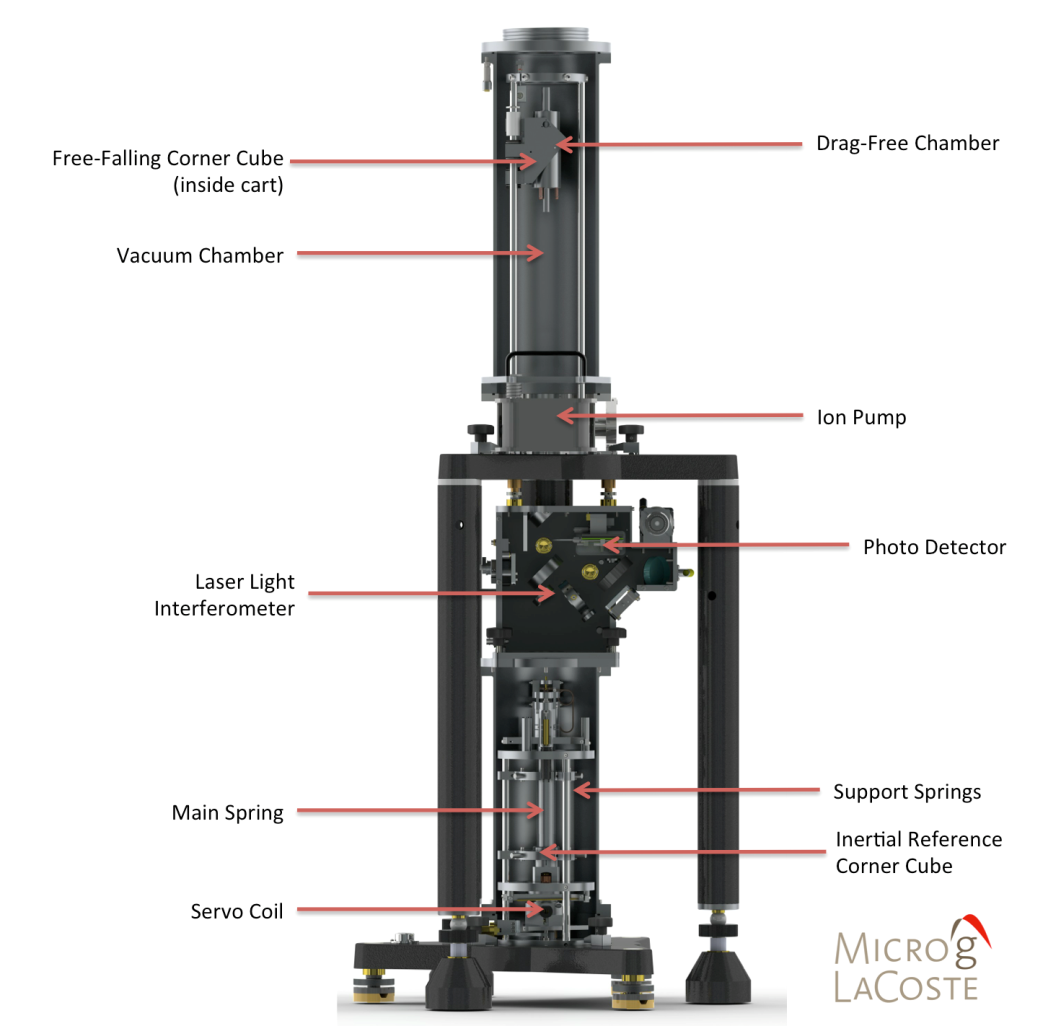 Free-Falling Corner Cube
(inside cart)
Drag-Free Chamber
Vacuum Chamber
Ion Pump
Photo Detector
Laser Light
Interferometer
Support Springs
Main Spring
Inertial Reference
Corner Cube
Servo Coil
MICRO g
LACOSTE